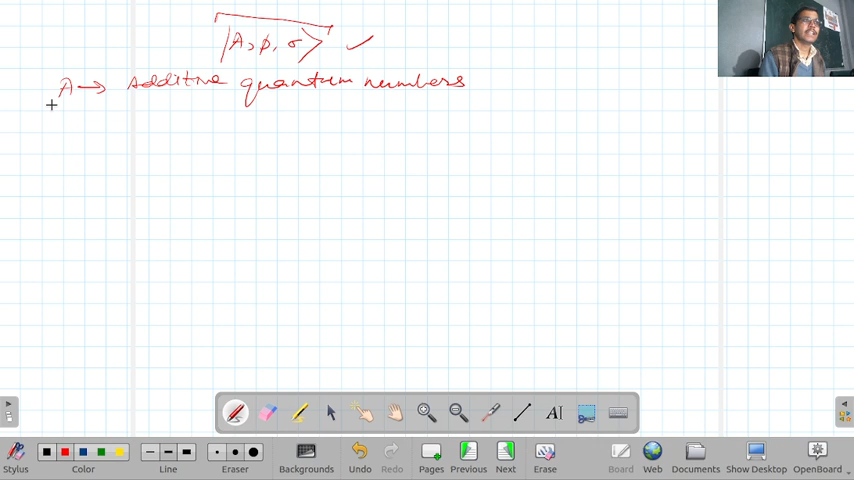 |A, p, σ⟩ ✓
A → additive quantum numbers
Stylus
Color
Line
Eraser
Backgrounds
Undo
Redo
Pages
Previous
Next
Erase
Board
Web
Documents
Show Desktop
OpenBoard